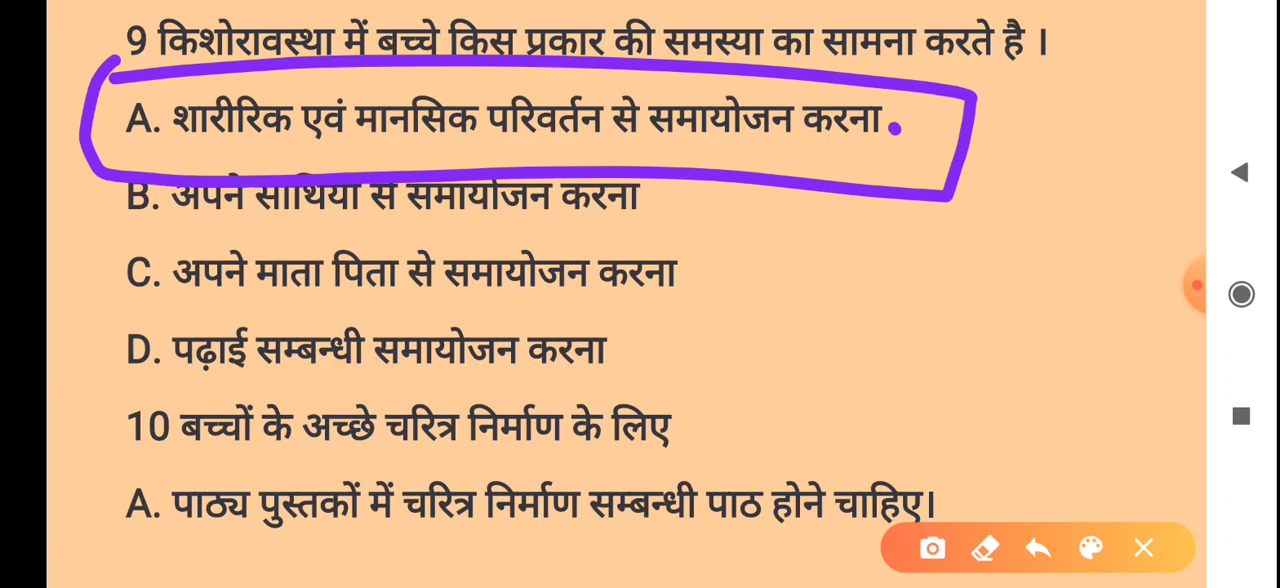 9 किशोरावस्था में बच्चे किस प्रकार की समस्या का सामना करते है ।
A. शारीरिक एवं मानसिक परिवर्तन से समायोजन करना
B. अपने साथियों से समायोजन करना
C. अपने माता पिता से समायोजन करना
D. पढ़ाई सम्बन्धी समायोजन करना
10 बच्चों के अच्छे चरित्र निर्माण के लिए
A. पाठ्य पुस्तकों में चरित्र निर्माण सम्बन्धी पाठ होने चाहिए।